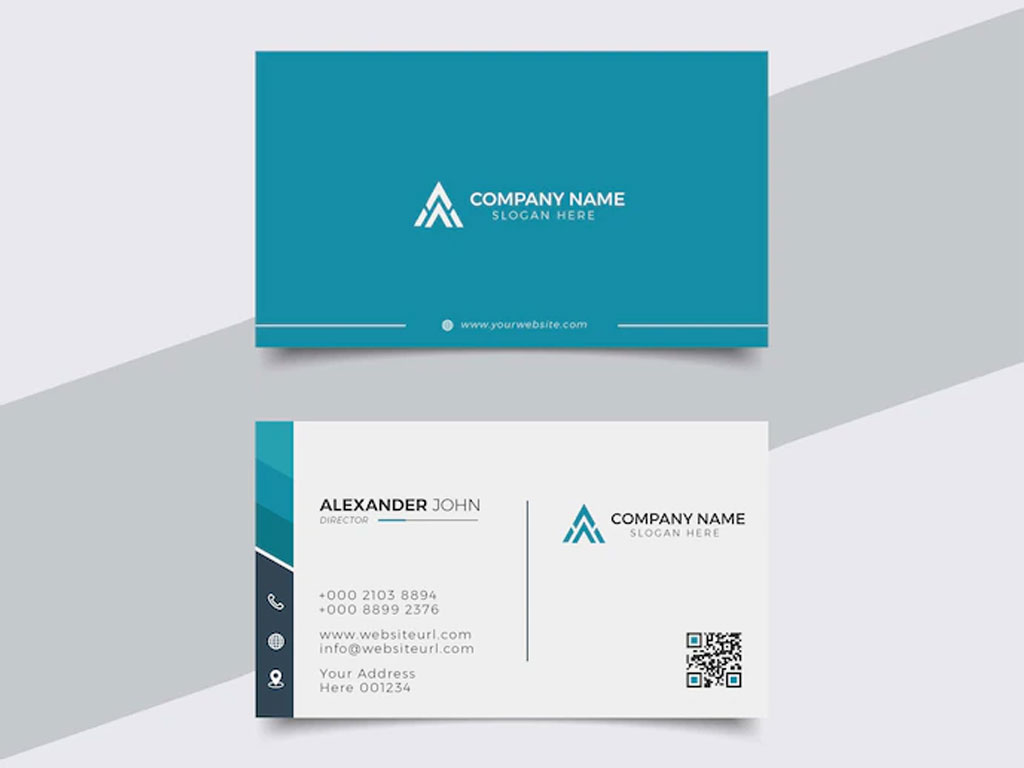 COMPANY NAME
SLOGAN HERE
www.yourwebsite.com
ALEXANDER JOHN
DIRECTOR
COMPANY NAME
SLOGAN HERE
+000 2103 8894
+000 8899 2376
www.websiteurl.com
info@websiteurl.com
Your Address
Here 001234